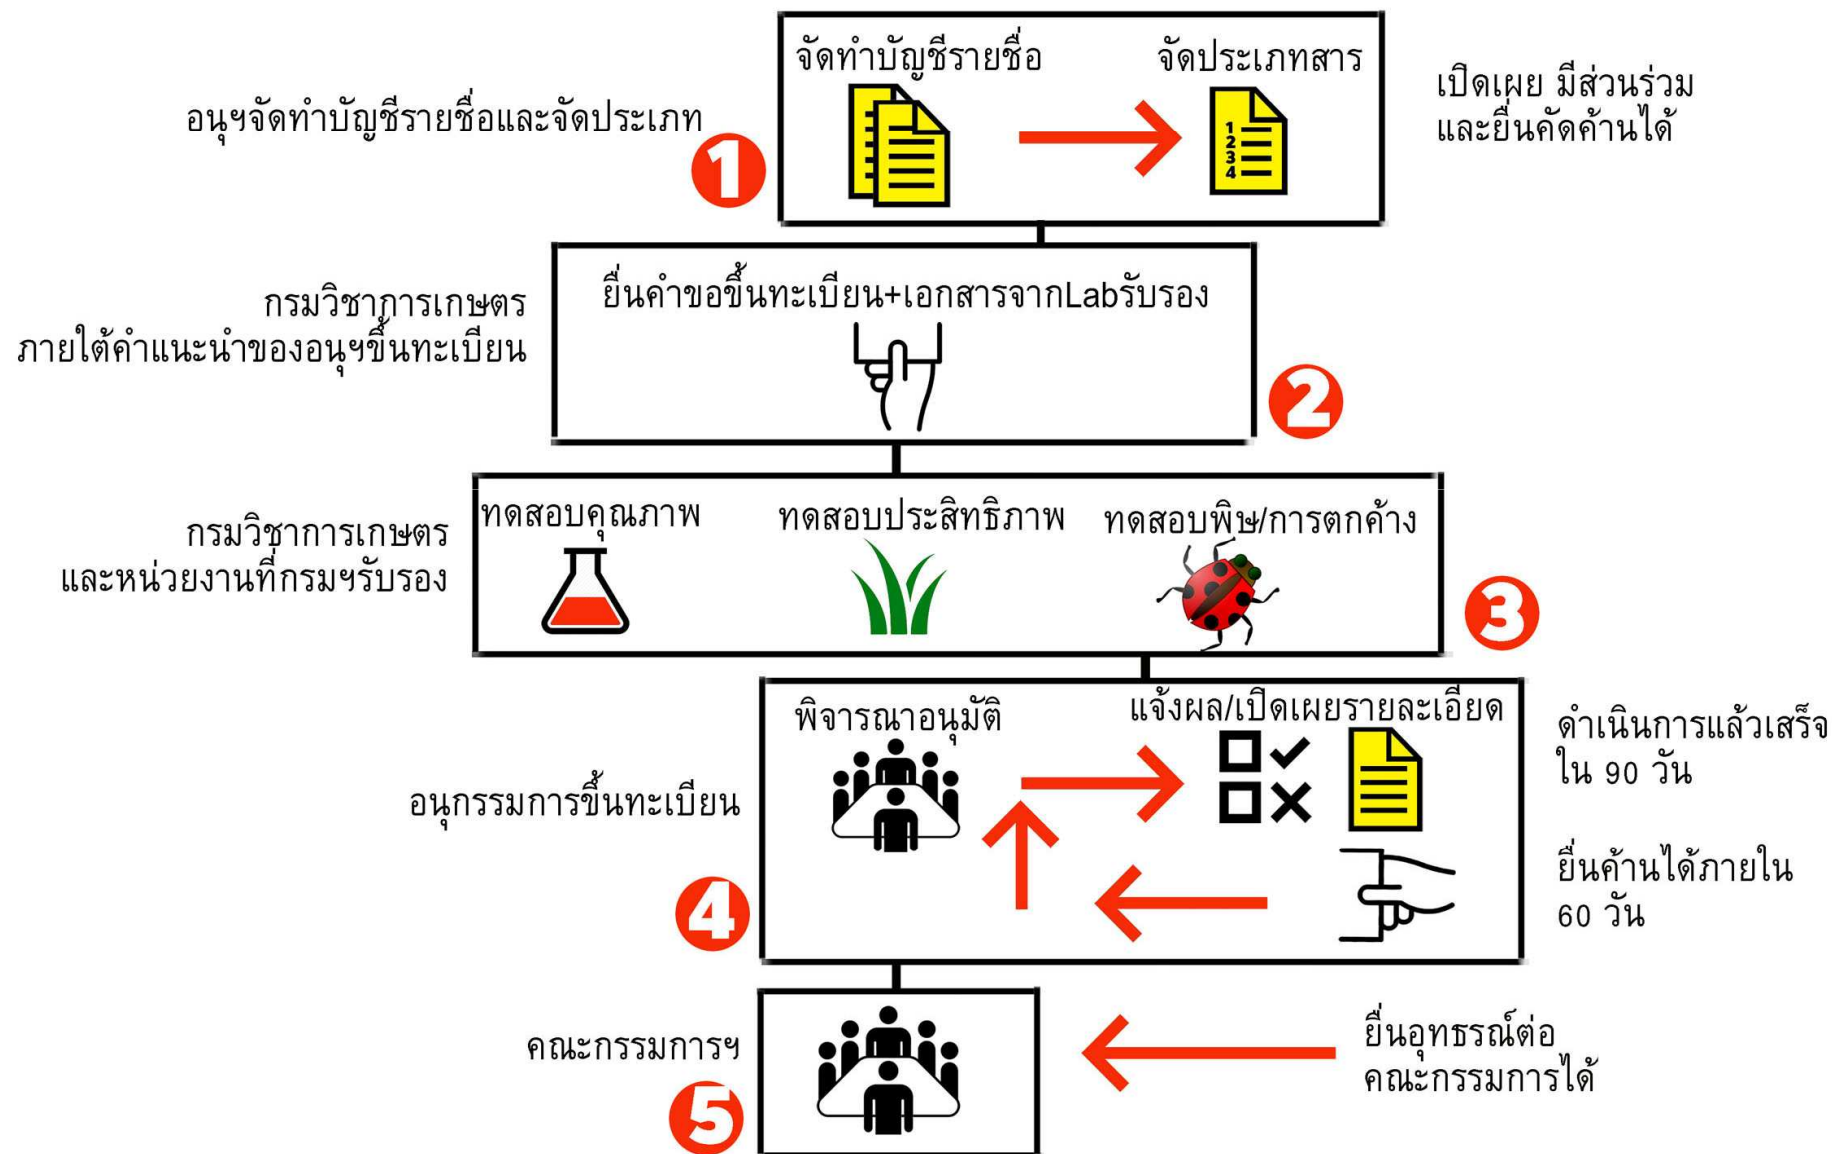 จัดทำบัญชีรายชื่อ
จัดประเภทสาร
อนุฯจัดทำบัญชีรายชื่อและจัดประเภท
1
1
2
3
4
เปิดเผย มีส่วนร่วม
และยื่นคัดค้านได้
กรมวิชาการเกษตร
ภายใต้คำแนะนำของอนุฯขึ้นทะเบียน
ยื่นคำขอขึ้นทะเบียน+เอกสารจากLabรับรอง
2
กรมวิชาการเกษตร
และหน่วยงานที่กรมฯรับรอง
ทดสอบคุณภาพ
ทดสอบประสิทธิภาพ
ทดสอบพิษ/การตกค้าง
3
พิจารณาอนุมัติ
แจ้งผล/เปิดเผยรายละเอียด
อนุกรรมการขึ้นทะเบียน
4
ดำเนินการแล้วเสร็จ
ใน 90 วัน
ยื่นค้านได้ภายใน
60 วัน
คณะกรรมการฯ
5
ยื่นอุทธรณ์ต่อ
คณะกรรมการได้